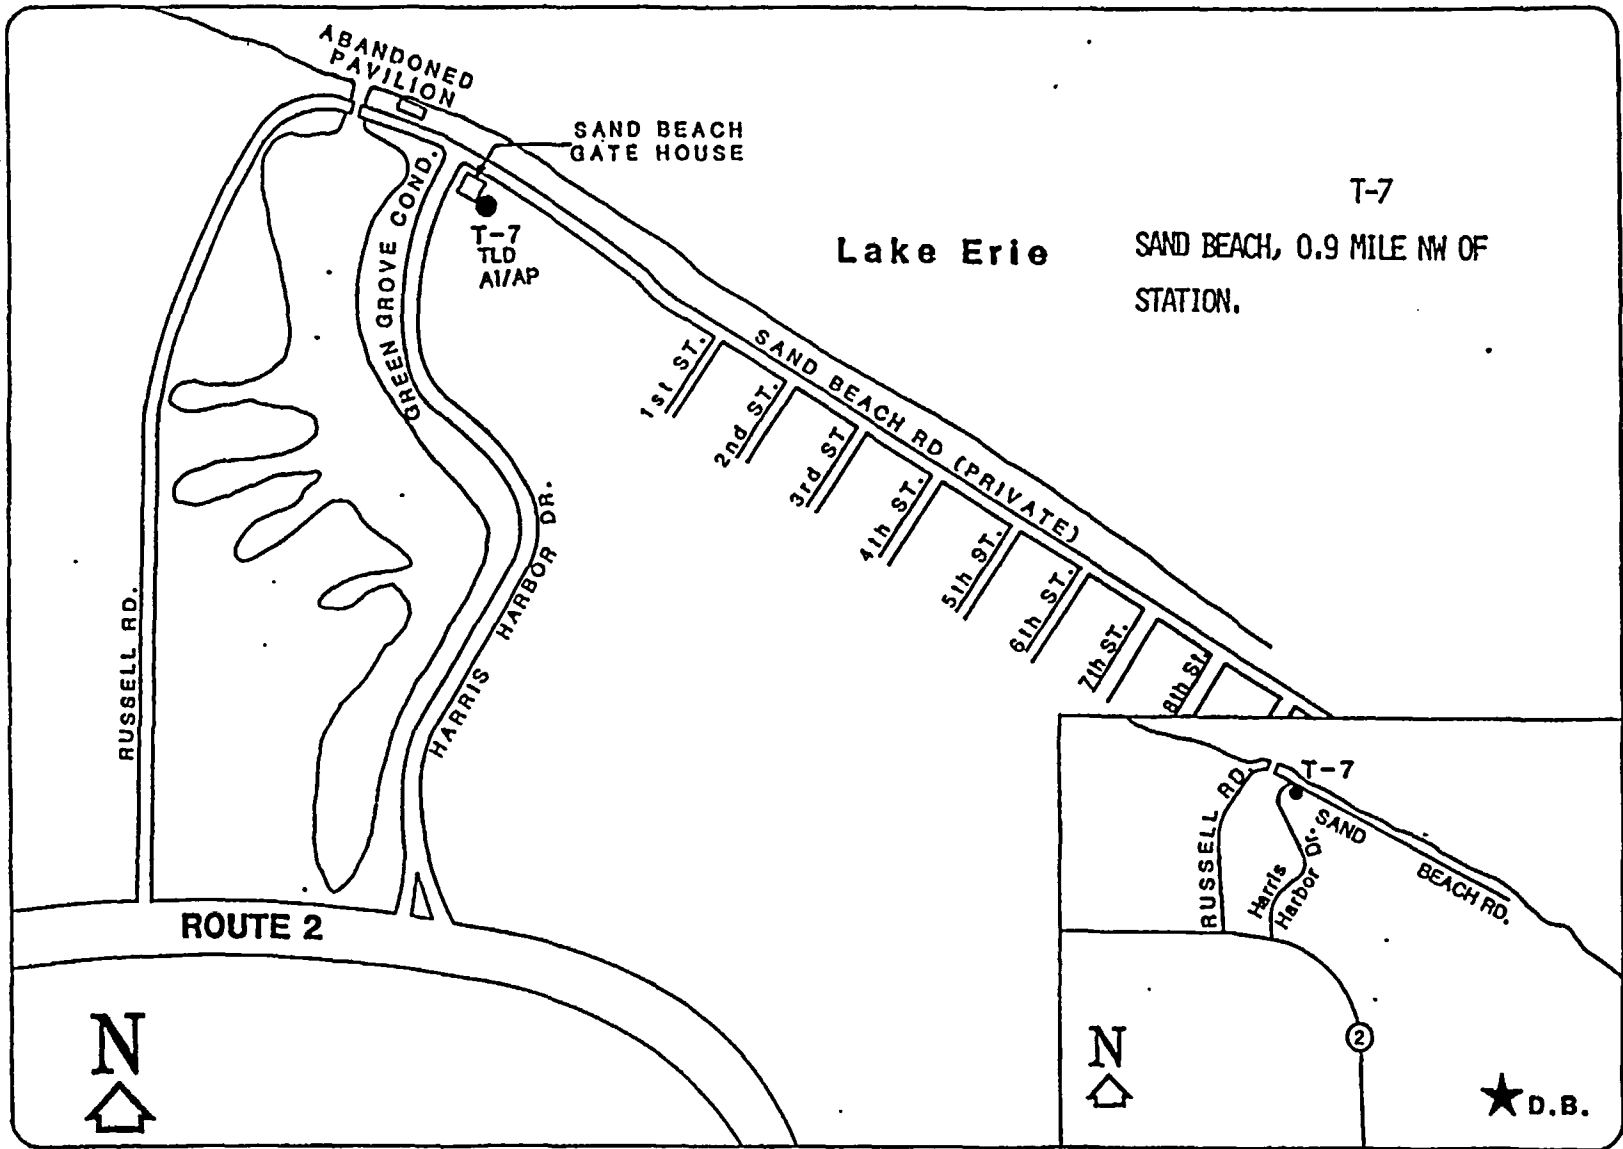 ABANDONED
PAVILION
SAND BEACH
GATE HOUSE
T-7
TLD
AI/AP
GREEN GROVE COND.
Lake Erie
T-7
SAND BEACH, 0.9 MILE NW OF
STATION.
SAND BEACH RD (PRIVATE)
1st ST.
2nd ST.
3rd ST
4th ST.
5th ST.
6th ST.
7th ST.
8th St.
HARRIS HARBOR DR.
RUSSELL RD.
ROUTE 2
N
T-7
RUSSELL RD.
SAND
BEACH RD.
Harris
Harbor
Dr.
2
N
D.B.